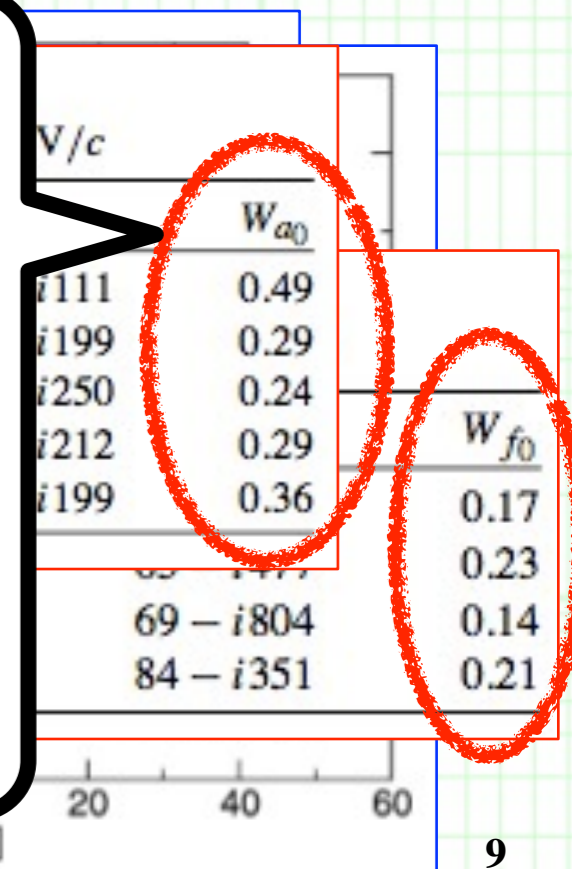 V/c
W_{a_0}
i111 0.49
i199 0.29
i250 0.24
i212 0.29
i199 0.36
W_{f_0}
0.17
0.23
69 − i804 0.14
84 − i351 0.21
20 40 60
9